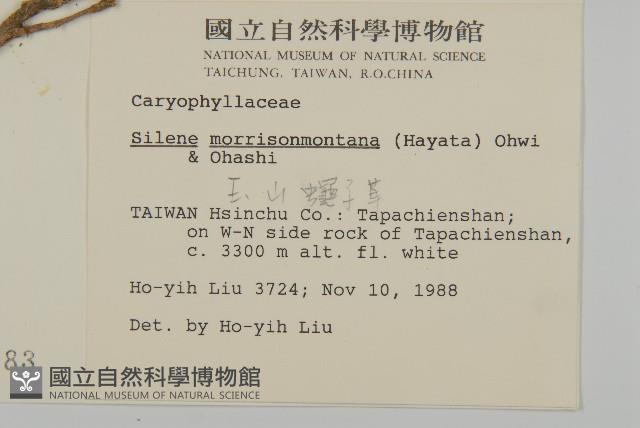 國立自然科學博物館
NATIONAL MUSEUM OF NATURAL SCIENCE
TAICHUNG, TAIWAN, R.O.CHINA
Caryophyllaceae
Silene morrisonmontana (Hayata) Ohwi
& Ohashi
玉山蠅子草
TAIWAN Hsinchu Co.: Tapachienshan;
on W-N side rock of Tapachienshan,
c. 3300 m alt. fl. white
Ho-yih Liu 3724; Nov 10, 1988
Det. by Ho-yih Liu
83
國立自然科學博物館
NATIONAL MUSEUM OF NATURAL SCIENCE